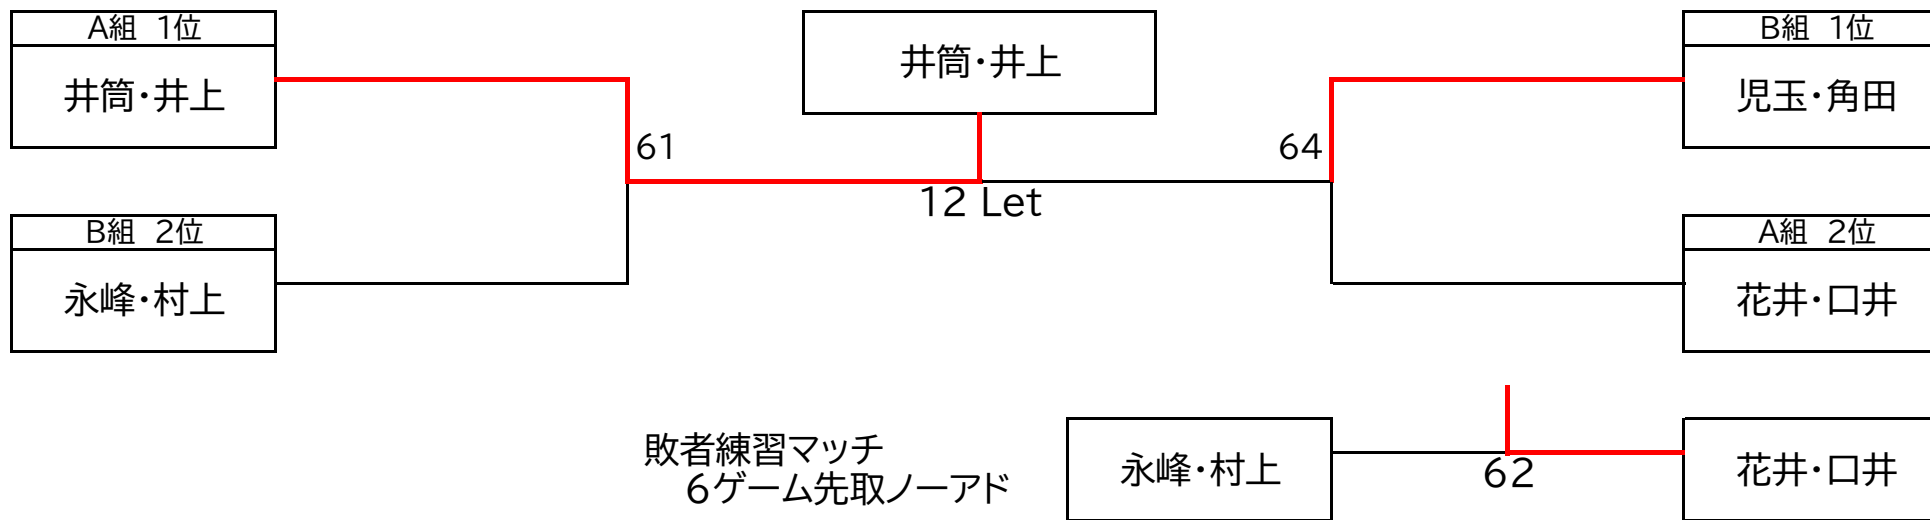 A組 1位
井筒・井上
井筒・井上
B組 1位
児玉・角田
61
64
12 Let
B組 2位
永峰・村上
A組 2位
花井・口井
敗者練習マッチ
6ゲーム先取ノーアド
永峰・村上
62
花井・口井